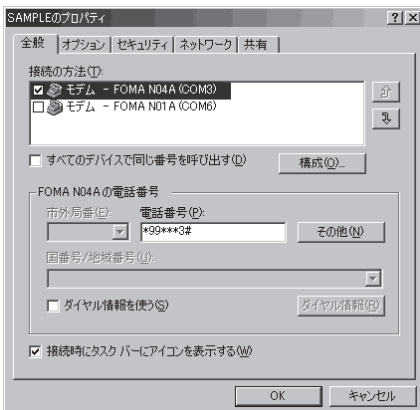 SAMPLEのプロパティ
全般 オプション セキュリティ ネットワーク 共有
接続の方法(T):
モデム - FOMA N04A (COM3)
モデム - FOMA N01A (COM6)
すべてのデバイスで同じ番号を呼び出す(D)
構成(O)...
FOMA N04Aの電話番号
市外局番(E): 電話番号(P):
*99***3# その他(N)
国番号/地域番号(U):
ダイヤル情報を使う(S) ダイヤル情報(R)
接続時にタスク バーにアイコンを表示する(W)
OK キャンセル